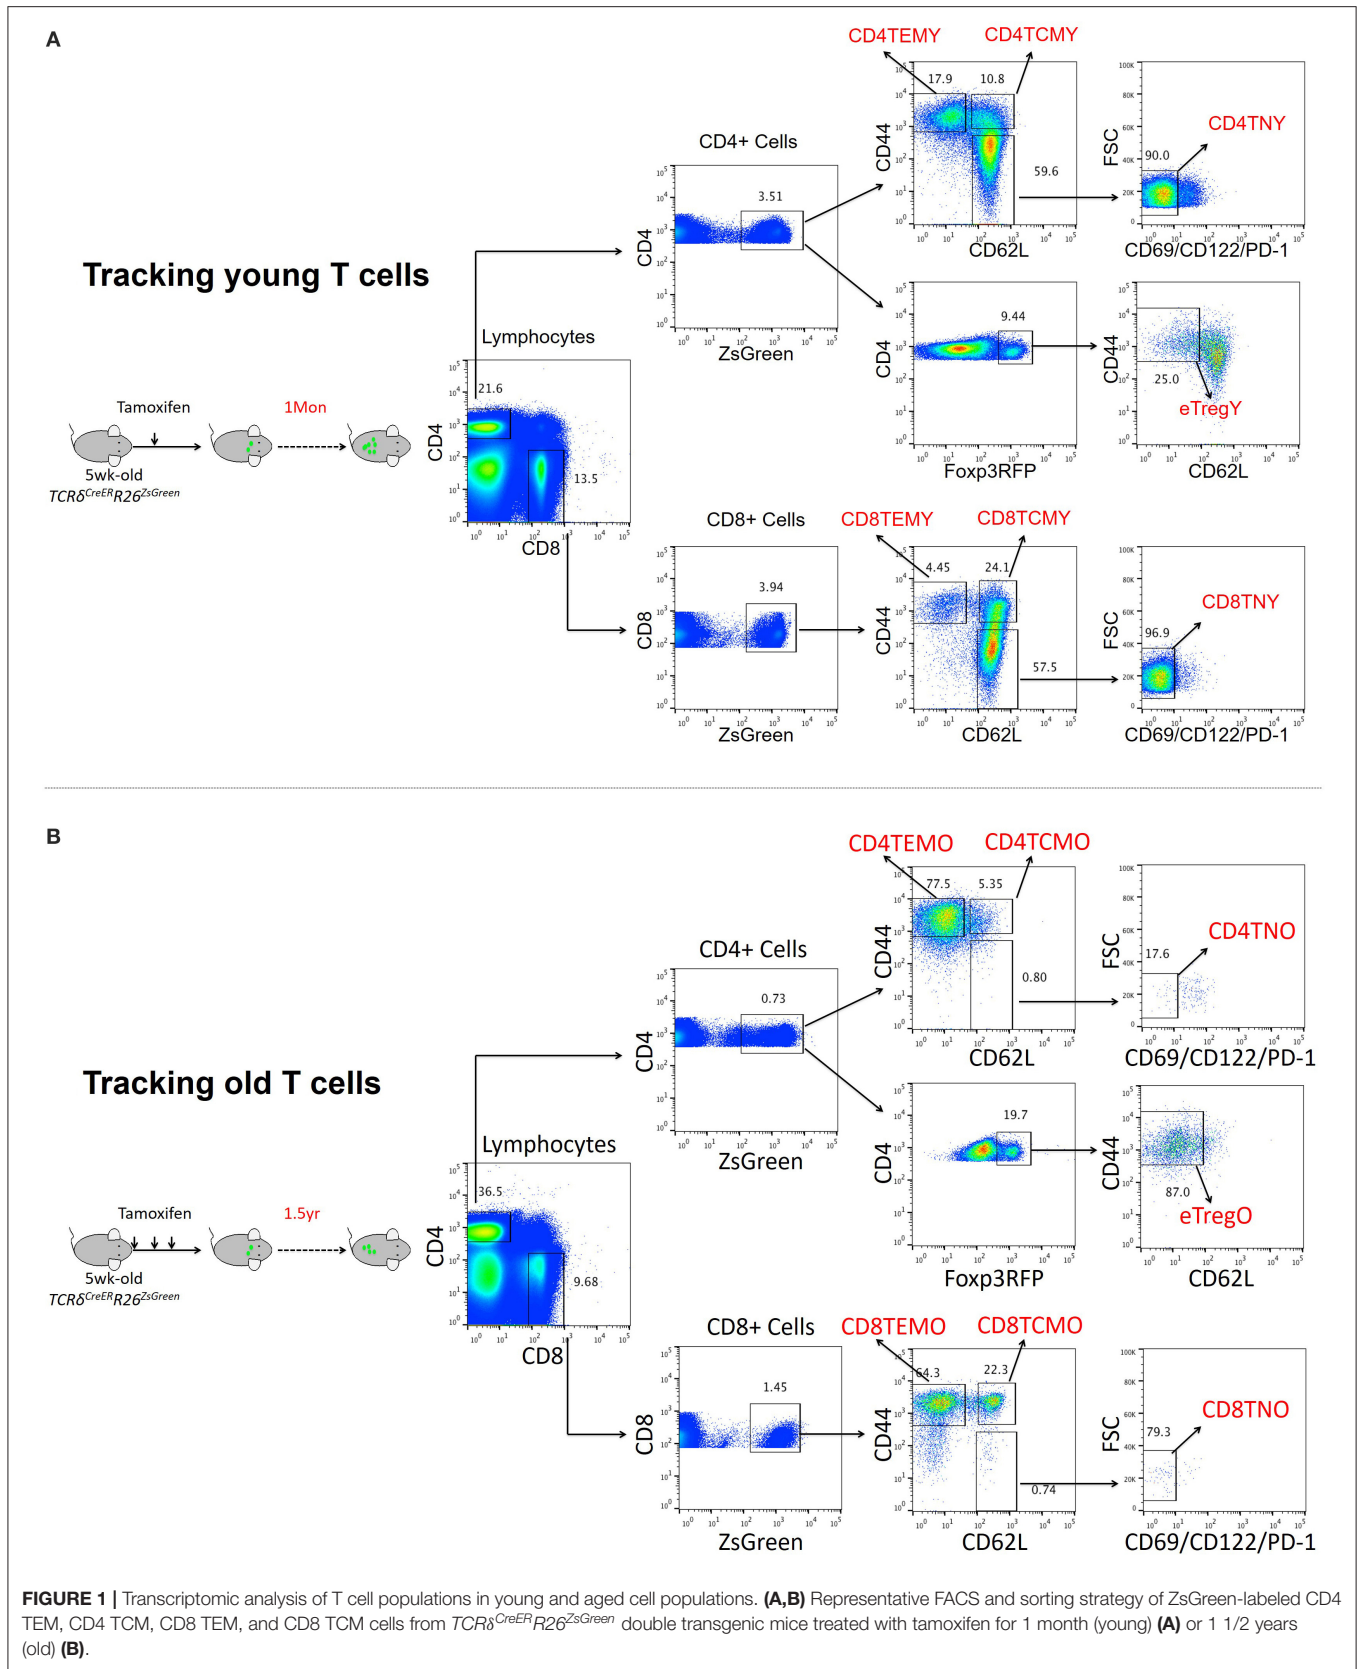 A
CD4TEMY
CD4TCMY
17.9
10.8
CD44
CD62L
59.6
FSC
90.0
CD4TNY
CD69/CD122/PD-1
CD4+ Cells
3.51
CD4
ZsGreen
Tracking young T cells
Lymphocytes
21.6
CD4
13.5
CD8
Tamoxifen
1Mon
5wk-old
TCRδCreERR26ZsGreen
9.44
CD4
Foxp3RFP
CD44
25.0
eTregY
CD62L
CD8+ Cells
3.94
CD8
ZsGreen
CD8TEMY
CD8TCMY
4.45
24.1
CD44
57.5
CD62L
FSC
96.9
CD8TNY
CD69/CD122/PD-1
B
CD4TEMO
CD4TCMO
77.5
5.35
CD44
0.80
CD62L
FSC
17.6
CD4TNO
CD69/CD122/PD-1
CD4+ Cells
0.73
CD4
ZsGreen
Tracking old T cells
Lymphocytes
36.5
CD4
9.68
CD8
Tamoxifen
1.5yr
5wk-old
TCRδCreERR26ZsGreen
19.7
CD4
Foxp3RFP
CD44
87.0
eTregO
CD62L
CD8+ Cells
1.45
CD8
ZsGreen
CD8TEMO
CD8TCMO
64.3
22.3
CD44
0.74
CD62L
FSC
79.3
CD8TNO
CD69/CD122/PD-1
FIGURE 1 | Transcriptomic analysis of T cell populations in young and aged cell populations. (A,B) Representative FACS and sorting strategy of ZsGreen-labeled CD4
TEM, CD4 TCM, CD8 TEM, and CD8 TCM cells from TCRδCreERR26ZsGreen double transgenic mice treated with tamoxifen for 1 month (young) (A) or 1 1/2 years
(old) (B).